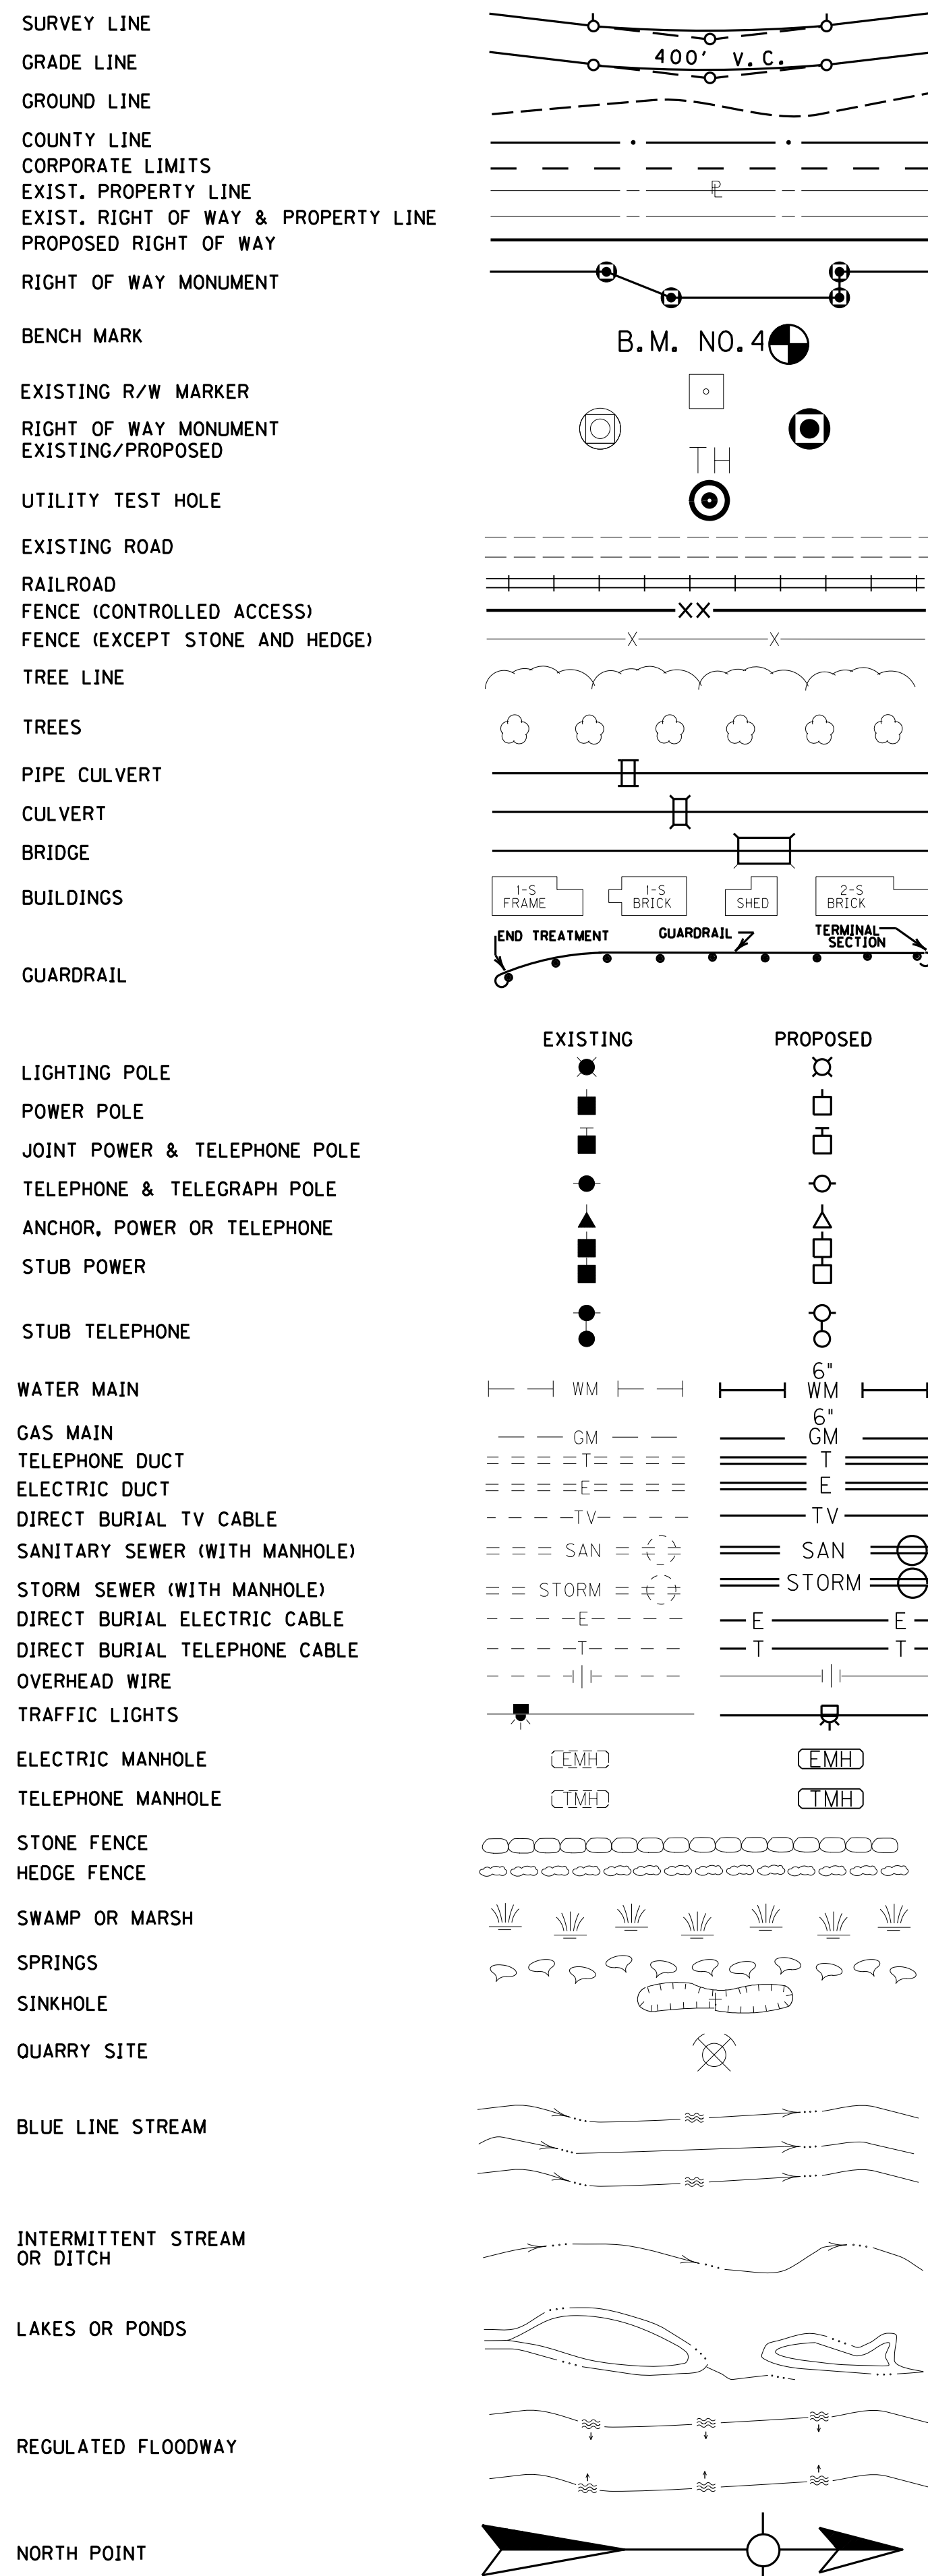 SURVEY LINE
GRADE LINE
400' V.C.
GROUND LINE
COUNTY LINE
CORPORATE LIMITS
EXIST. PROPERTY LINE
PL
EXIST. RIGHT OF WAY & PROPERTY LINE
PROPOSED RIGHT OF WAY
RIGHT OF WAY MONUMENT
BENCH MARK
B.M. NO.4
EXISTING R/W MARKER
RIGHT OF WAY MONUMENT
EXISTING/PROPOSED
TH
UTILITY TEST HOLE
EXISTING ROAD
RAILROAD
FENCE (CONTROLLED ACCESS)
XX
FENCE (EXCEPT STONE AND HEDGE)
X X
TREE LINE
TREES
PIPE CULVERT
CULVERT
BRIDGE
BUILDINGS
1-S
FRAME
1-S
BRICK
SHED
2-S
BRICK
END TREATMENT
GUARDRAIL
TERMINAL
SECTION
GUARDRAIL
EXISTING PROPOSED
LIGHTING POLE
POWER POLE
JOINT POWER & TELEPHONE POLE
TELEPHONE & TELEGRAPH POLE
ANCHOR, POWER OR TELEPHONE
STUB POWER
STUB TELEPHONE
6"
WATER MAIN WM WM
6"
GAS MAIN GM GM
TELEPHONE DUCT T T
ELECTRIC DUCT E E
DIRECT BURIAL TV CABLE TV TV
SANITARY SEWER (WITH MANHOLE) SAN SAN
STORM SEWER (WITH MANHOLE) STORM STORM
DIRECT BURIAL ELECTRIC CABLE E E E
DIRECT BURIAL TELEPHONE CABLE T T T
OVERHEAD WIRE
TRAFFIC LIGHTS
ELECTRIC MANHOLE EMH EMH
TELEPHONE MANHOLE TMH TMH
STONE FENCE
HEDGE FENCE
SWAMP OR MARSH
SPRINGS
SINKHOLE
QUARRY SITE
BLUE LINE STREAM
INTERMITTENT STREAM
OR DITCH
LAKES OR PONDS
REGULATED FLOODWAY
NORTH POINT